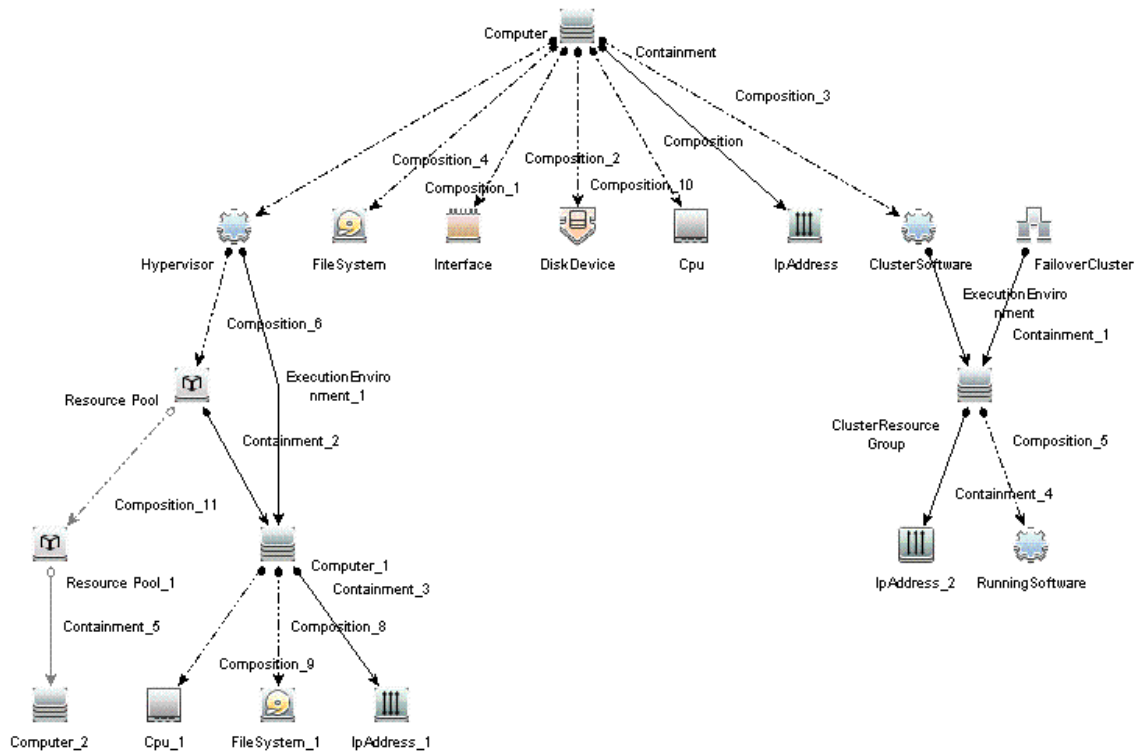 Computer
Containment
Composition_3
Composition
Composition_4
Composition_2
Composition_1
Composition_10
Hypervisor
FileSystem
Interface
DiskDevice
Cpu
IpAddress
ClusterSoftware
FailoverCluster
ExecutionEnviro
nment
Composition_6
Containment_1
ExecutionEnviro
nment_1
Resource Pool
Containment_2
ClusterResource
Group
Composition_5
Composition_11
Containment_4
Computer_1
Resource Pool_1
Containment_3
IpAddress_2
RunningSoftware
Containment_5
Composition_8
Composition_9
Computer_2
Cpu_1
FileSystem_1
IpAddress_1